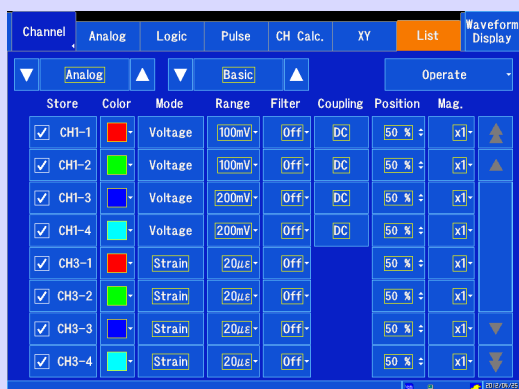 Channel Analog Logic Pulse CH Calc. XY List Waveform Display
Analog Basic Operate
Store Color Mode Range Filter Coupling Position Mag.
CH1-1 Voltage 100mV Off DC 50 % x1
CH1-2 Voltage 100mV Off DC 50 % x1
CH1-3 Voltage 200mV Off DC 50 % x1
CH1-4 Voltage 200mV Off DC 50 % x1
CH3-1 Strain 20με Off 50 % x1
CH3-2 Strain 20με Off 50 % x1
CH3-3 Strain 20με Off 50 % x1
CH3-4 Strain 20με Off 50 % x1